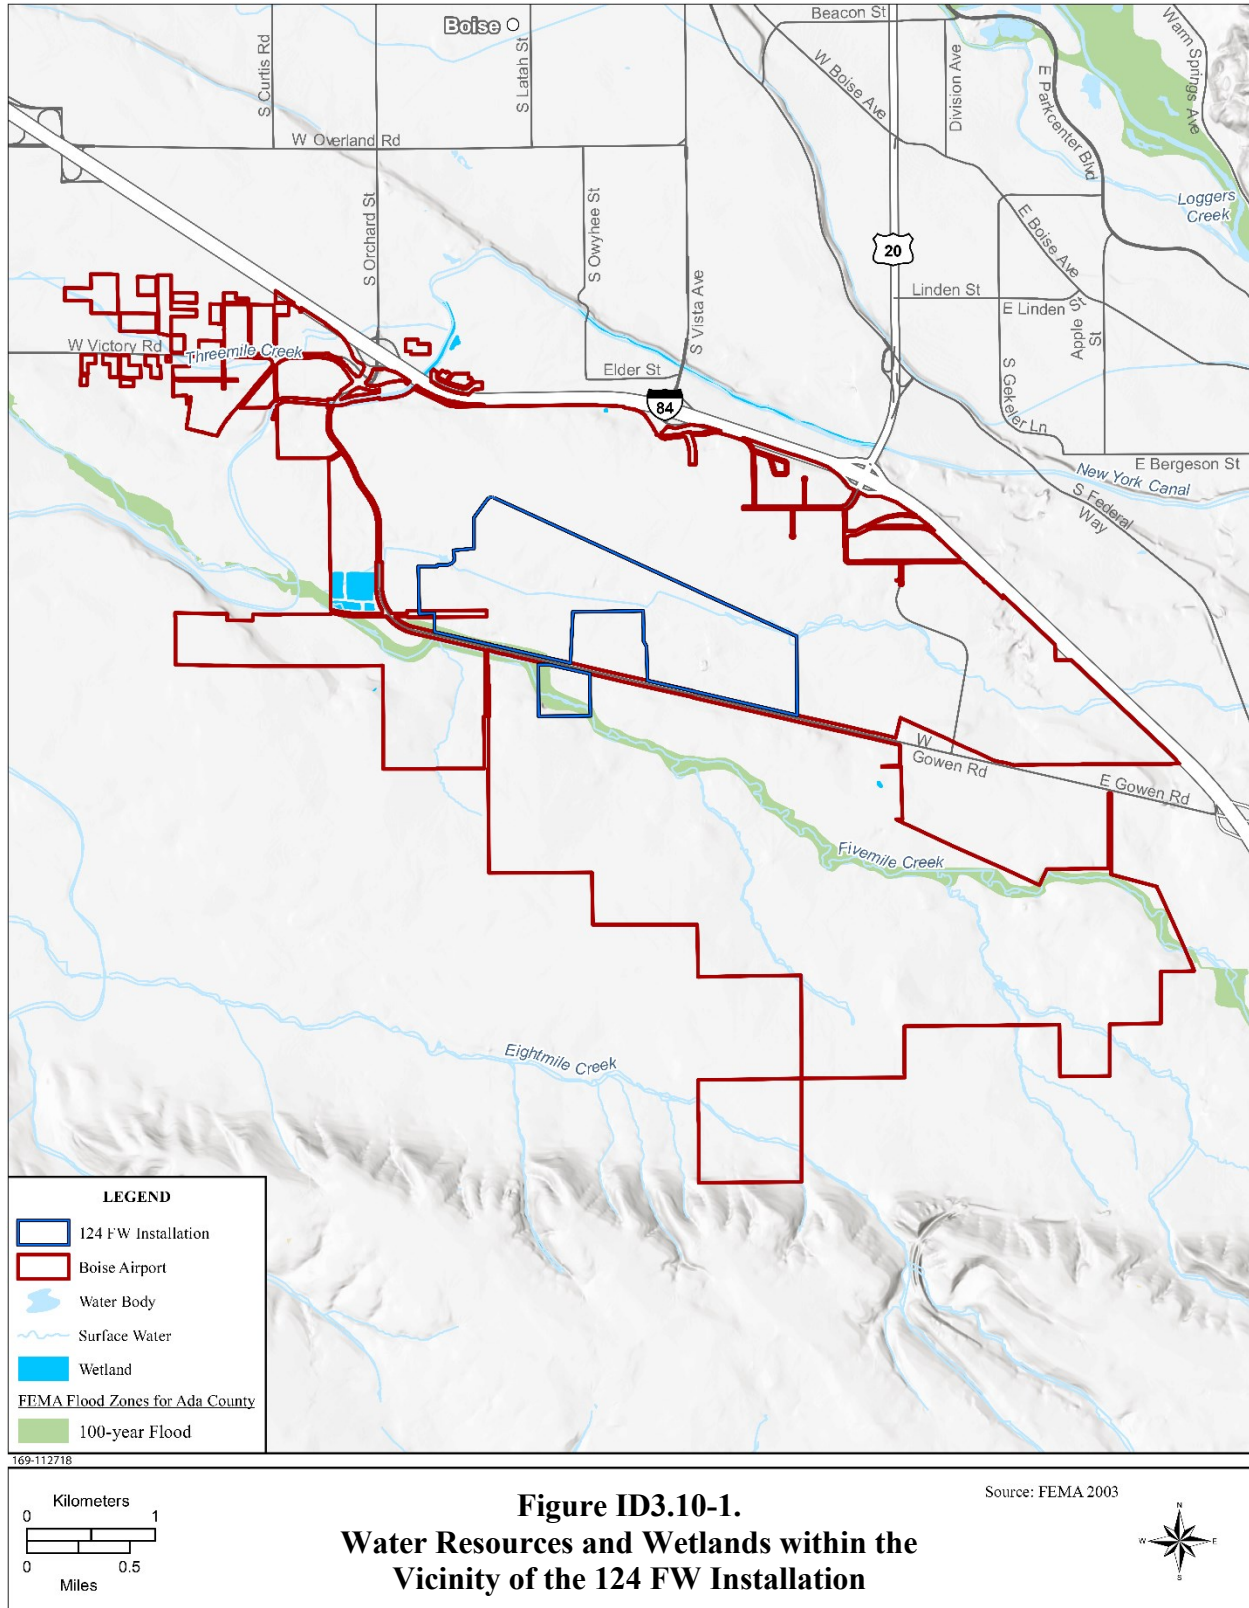 Boise
Beacon St
S Curtis Rd
S Latah St
W Boise Ave
Division Ave
E Parkcenter Blvd
Warm Springs Ave
W Overland Rd
S Orchard St
S Owyhee St
S Vista Ave
Loggers
Creek
20
E Boise Ave
Linden St
E Linden St
Apple
St
W Victory Rd
Threemile Creek
Elder St
84
S Gekeler Ln
E Bergeson St
New York Canal
S Federal
Way
W
Gowen Rd
E Gowen Rd
Fivemile Creek
Eightmile Creek
LEGEND
124 FW Installation
Boise Airport
Water Body
Surface Water
Wetland
FEMA Flood Zones for Ada County
100-year Flood
169-112718
Kilometers
0 1
0 0.5
Miles
Figure ID3.10-1.
Water Resources and Wetlands within the
Vicinity of the 124 FW Installation
Source: FEMA 2003
N
W E
S